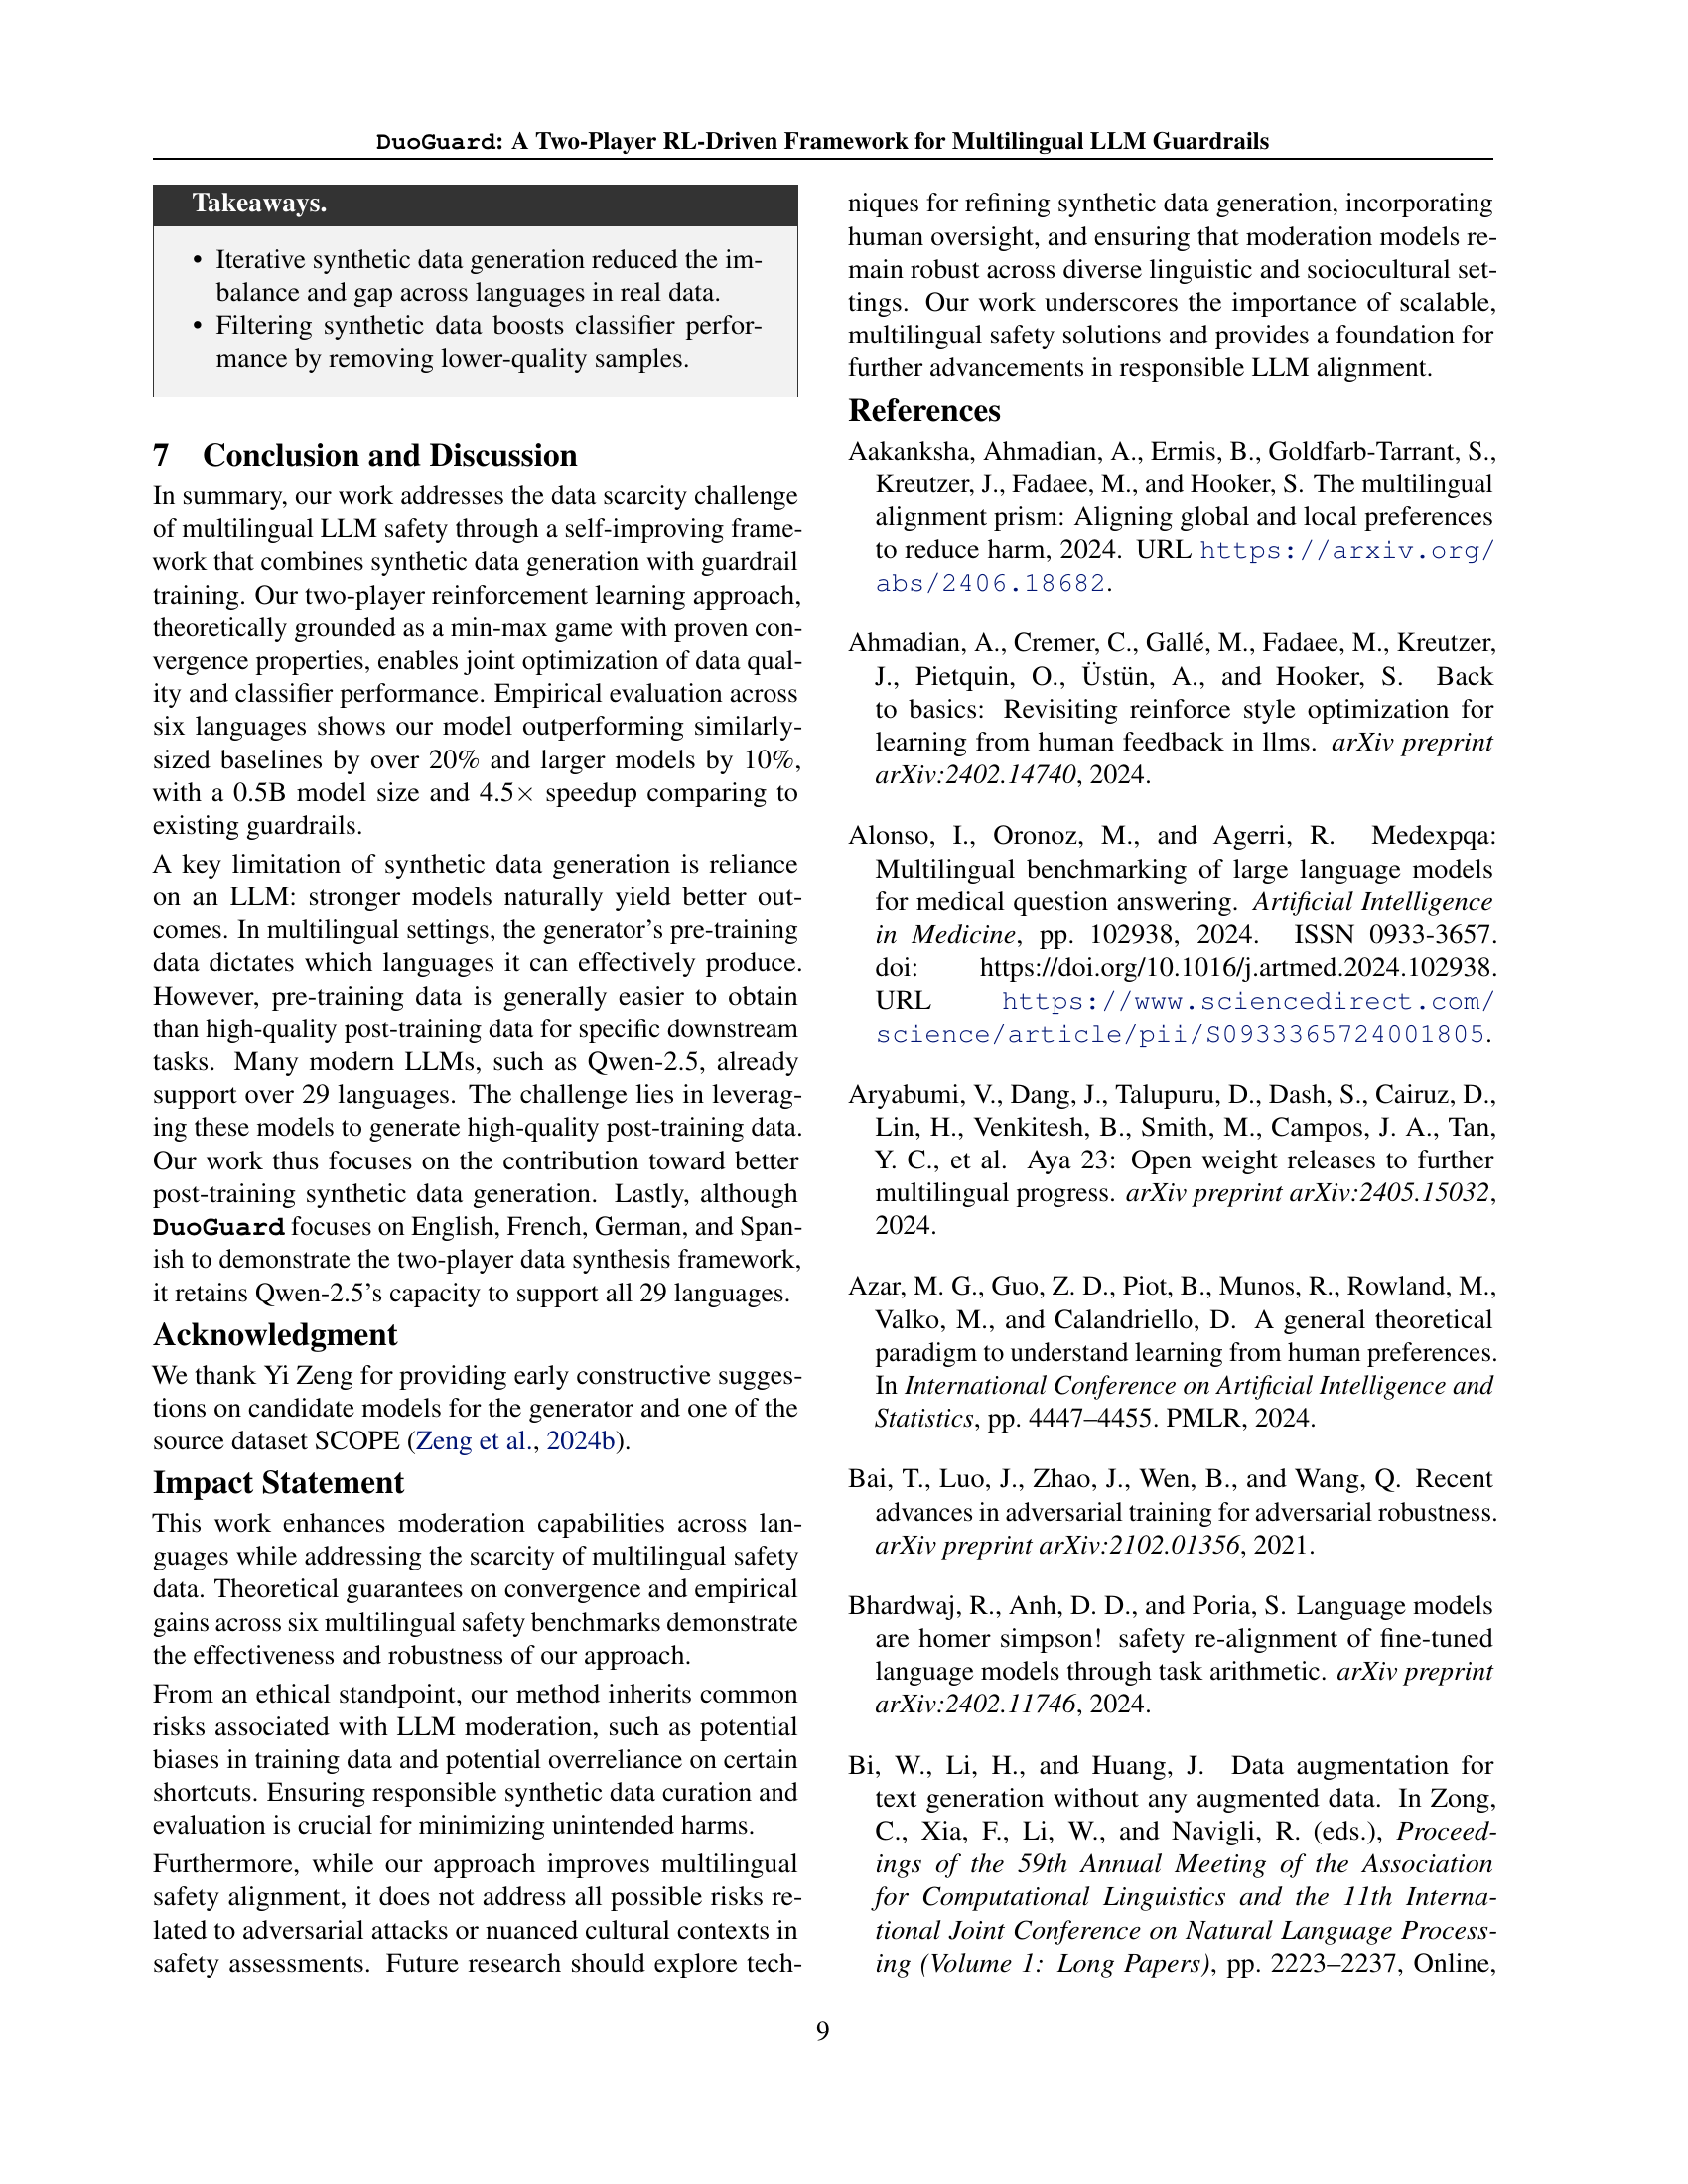 DuoGuard: A Two-Player RL-Driven Framework for Multilingual LLM Guardrails
Takeaways.
• Iterative synthetic data generation reduced the im-
balance and gap across languages in real data.
• Filtering synthetic data boosts classifier perfor-
mance by removing lower-quality samples.
7 Conclusion and Discussion
In summary, our work addresses the data scarcity challenge
of multilingual LLM safety through a self-improving frame-
work that combines synthetic data generation with guardrail
training. Our two-player reinforcement learning approach,
theoretically grounded as a min-max game with proven con-
vergence properties, enables joint optimization of data qual-
ity and classifier performance. Empirical evaluation across
six languages shows our model outperforming similarly-
sized baselines by over 20% and larger models by 10%,
with a 0.5B model size and 4.5× speedup comparing to
existing guardrails.
A key limitation of synthetic data generation is reliance
on an LLM: stronger models naturally yield better out-
comes. In multilingual settings, the generator's pre-training
data dictates which languages it can effectively produce.
However, pre-training data is generally easier to obtain
than high-quality post-training data for specific downstream
tasks. Many modern LLMs, such as Qwen-2.5, already
support over 29 languages. The challenge lies in leverag-
ing these models to generate high-quality post-training data.
Our work thus focuses on the contribution toward better
post-training synthetic data generation. Lastly, although
DuoGuard focuses on English, French, German, and Span-
ish to demonstrate the two-player data synthesis framework,
it retains Qwen-2.5's capacity to support all 29 languages.
Acknowledgment
We thank Yi Zeng for providing early constructive sugges-
tions on candidate models for the generator and one of the
source dataset SCOPE (Zeng et al., 2024b).
Impact Statement
This work enhances moderation capabilities across lan-
guages while addressing the scarcity of multilingual safety
data. Theoretical guarantees on convergence and empirical
gains across six multilingual safety benchmarks demonstrate
the effectiveness and robustness of our approach.
From an ethical standpoint, our method inherits common
risks associated with LLM moderation, such as potential
biases in training data and potential overreliance on certain
shortcuts. Ensuring responsible synthetic data curation and
evaluation is crucial for minimizing unintended harms.
Furthermore, while our approach improves multilingual
safety alignment, it does not address all possible risks re-
lated to adversarial attacks or nuanced cultural contexts in
safety assessments. Future research should explore tech-
niques for refining synthetic data generation, incorporating
human oversight, and ensuring that moderation models re-
main robust across diverse linguistic and sociocultural set-
tings. Our work underscores the importance of scalable,
multilingual safety solutions and provides a foundation for
further advancements in responsible LLM alignment.
References
Aakanksha, Ahmadian, A., Ermis, B., Goldfarb-Tarrant, S.,
Kreutzer, J., Fadaee, M., and Hooker, S. The multilingual
alignment prism: Aligning global and local preferences
to reduce harm, 2024. URL https://arxiv.org/
abs/2406.18682.
Ahmadian, A., Cremer, C., Gallé, M., Fadaee, M., Kreutzer,
J., Pietquin, O., Üstün, A., and Hooker, S. Back
to basics: Revisiting reinforce style optimization for
learning from human feedback in llms. arXiv preprint
arXiv:2402.14740, 2024.
Alonso, I., Oronoz, M., and Agerri, R. Medexpqa:
Multilingual benchmarking of large language models
for medical question answering. Artificial Intelligence
in Medicine, pp. 102938, 2024. ISSN 0933-3657.
doi: https://doi.org/10.1016/j.artmed.2024.102938.
URL https://www.sciencedirect.com/
science/article/pii/S0933365724001805.
Aryabumi, V., Dang, J., Talupuru, D., Dash, S., Cairuz, D.,
Lin, H., Venkitesh, B., Smith, M., Campos, J. A., Tan,
Y. C., et al. Aya 23: Open weight releases to further
multilingual progress. arXiv preprint arXiv:2405.15032,
2024.
Azar, M. G., Guo, Z. D., Piot, B., Munos, R., Rowland, M.,
Valko, M., and Calandriello, D. A general theoretical
paradigm to understand learning from human preferences.
In International Conference on Artificial Intelligence and
Statistics, pp. 4447–4455. PMLR, 2024.
Bai, T., Luo, J., Zhao, J., Wen, B., and Wang, Q. Recent
advances in adversarial training for adversarial robustness.
arXiv preprint arXiv:2102.01356, 2021.
Bhardwaj, R., Anh, D. D., and Poria, S. Language models
are homer simpson! safety re-alignment of fine-tuned
language models through task arithmetic. arXiv preprint
arXiv:2402.11746, 2024.
Bi, W., Li, H., and Huang, J. Data augmentation for
text generation without any augmented data. In Zong,
C., Xia, F., Li, W., and Navigli, R. (eds.), Proceed-
ings of the 59th Annual Meeting of the Association
for Computational Linguistics and the 11th Interna-
tional Joint Conference on Natural Language Process-
ing (Volume 1: Long Papers), pp. 2223–2237, Online,
9